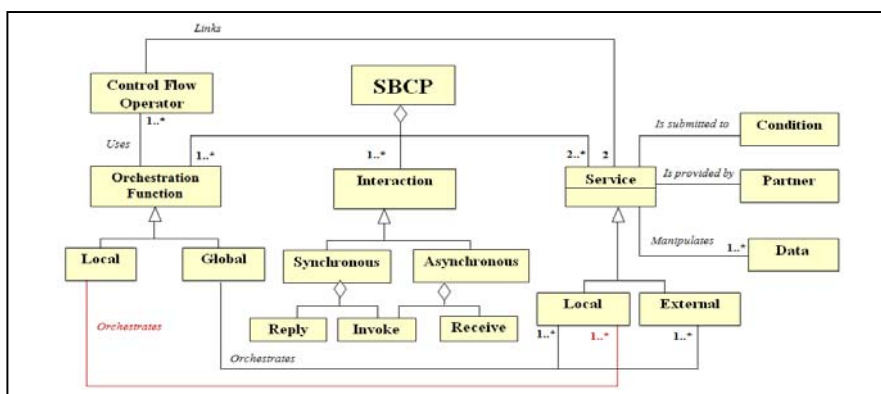 Links
Control Flow
Operator
SBCP
1..*
Uses
1..*
1..*
2..*
2
Is submitted to
Condition
Orchestration
Function
Interaction
Service
Is provided by
Partner
Manipulates
1..*
Data
Local
Global
Synchronous
Asynchronous
Local
External
Reply
Invoke
Receive
1..*
1..*
1..*
Orchestrates
Orchestrates